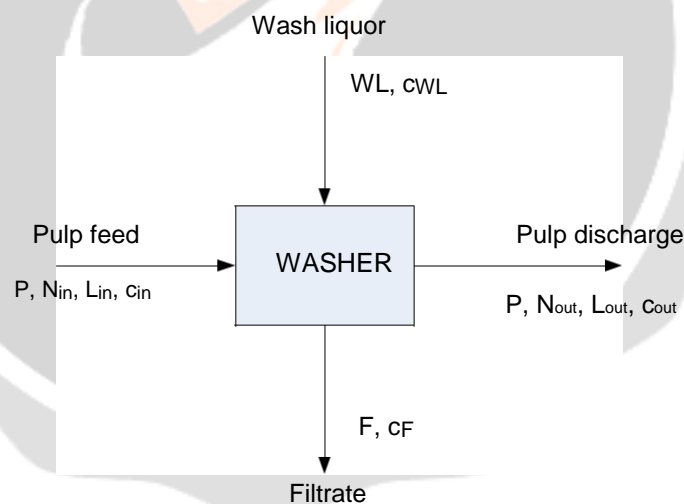 Wash liquor
WL, cWL
Pulp feed
WASHER
Pulp discharge
P, Nin, Lin, cin
P, Nout, Lout, cout
F, cF
Filtrate